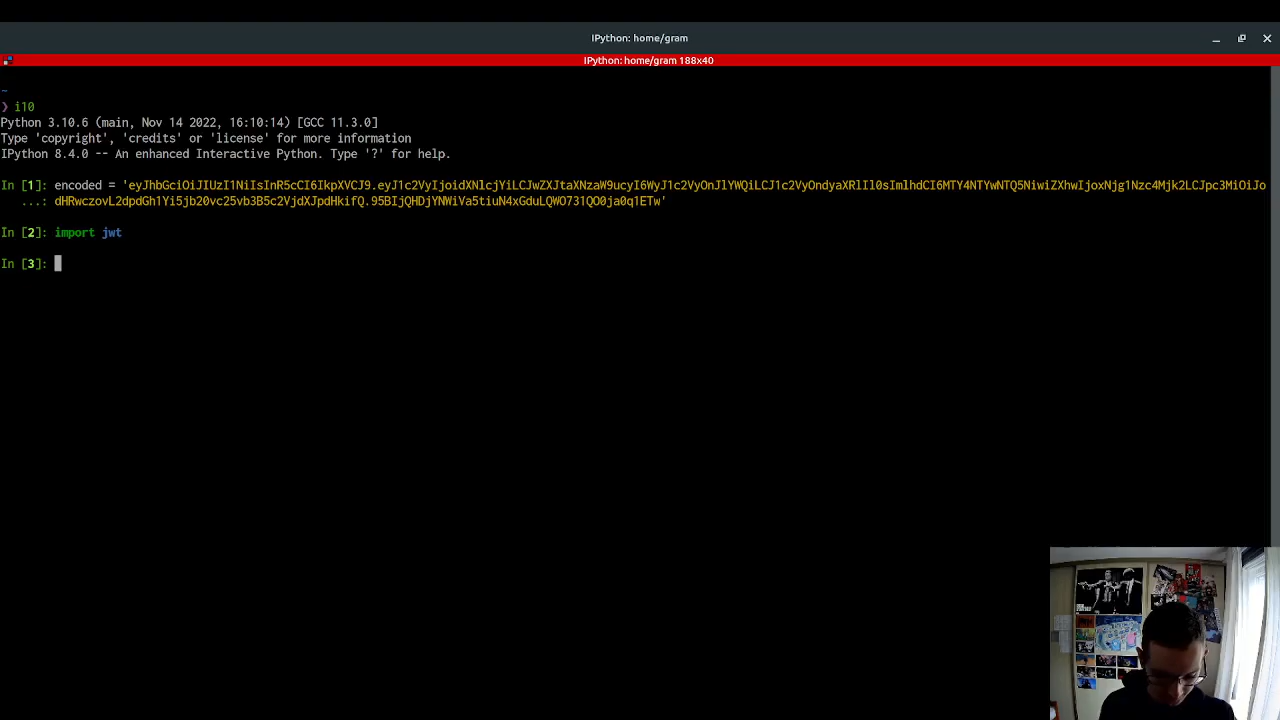 IPython: home/gram
IPython: home/gram 188x40
~
❯ i10
Python 3.10.6 (main, Nov 14 2022, 16:10:14) [GCC 11.3.0]
Type 'copyright', 'credits' or 'license' for more information
IPython 8.4.0 -- An enhanced Interactive Python. Type '?' for help.
In [1]: encoded = 'eyJhbGciOiJIUzI1NiIsInR5cCI6IkpXVCJ9.eyJ1c2VyIjoidXNlcjYiLCJwZXJtaXNzaW9ucyI6WyJ1c2VyOnJlYWQiLCJ1c2VyOndyaXRlIl0sImlhdCI6MTY4NTYwNTQ5NiwiZXhwIjoxNjg1Nzc4Mjk2LCJpc3MiOiJo
...: dHRwczovL2dpdGh1Yi5jb20vc25vb3B5c2VjdXJpdHkifQ.95BIjQHDjYNWiVa5tiuN4xGduLQWO731QO0ja0q1ETw'
In [2]: import jwt
In [3]: